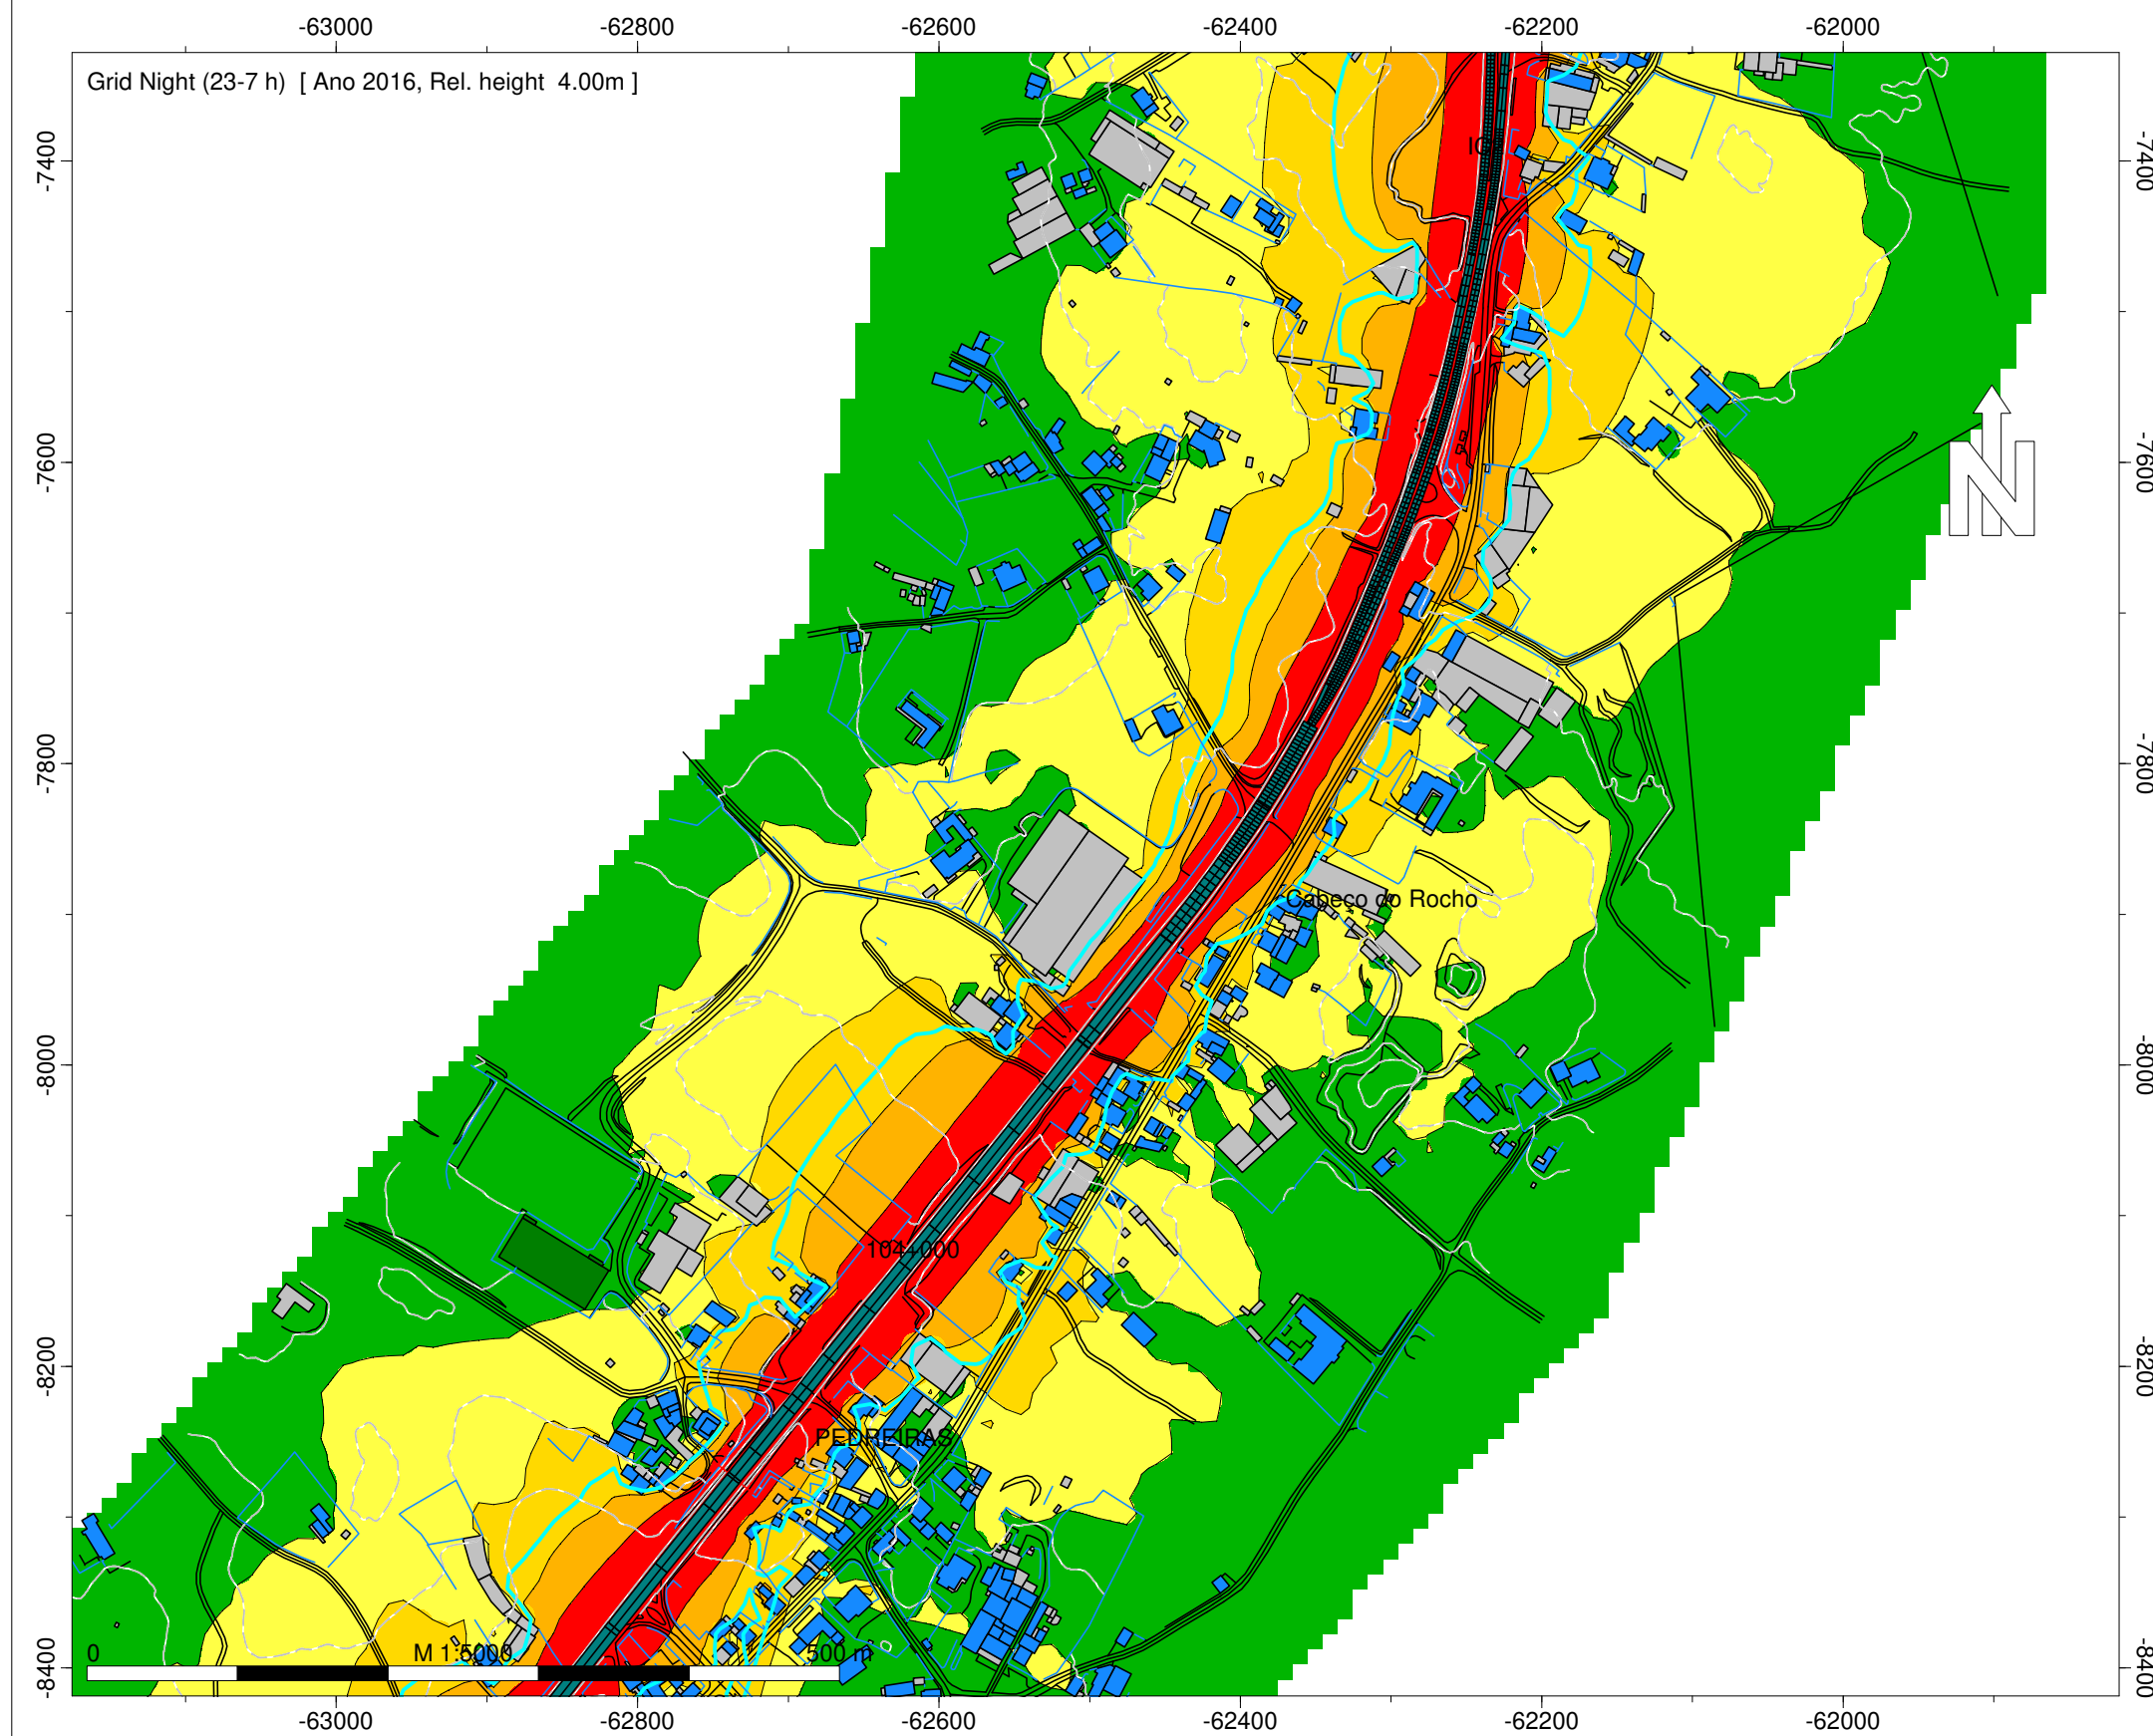 -63000 -62800 -62600 -62400 -62200 -62000
Grid Night (23-7 h) [ Ano 2016, Rel. height 4.00m ]
-7400 -7400
-7600 -7600
N
-7800 -7800
Cabeço do Rocho
-8000 -8000
104+000
-8200 -8200
PEDREIRAS
0 M 1:5000 500 m
-8400 -8400
-63000 -62800 -62600 -62400 -62200 -62000